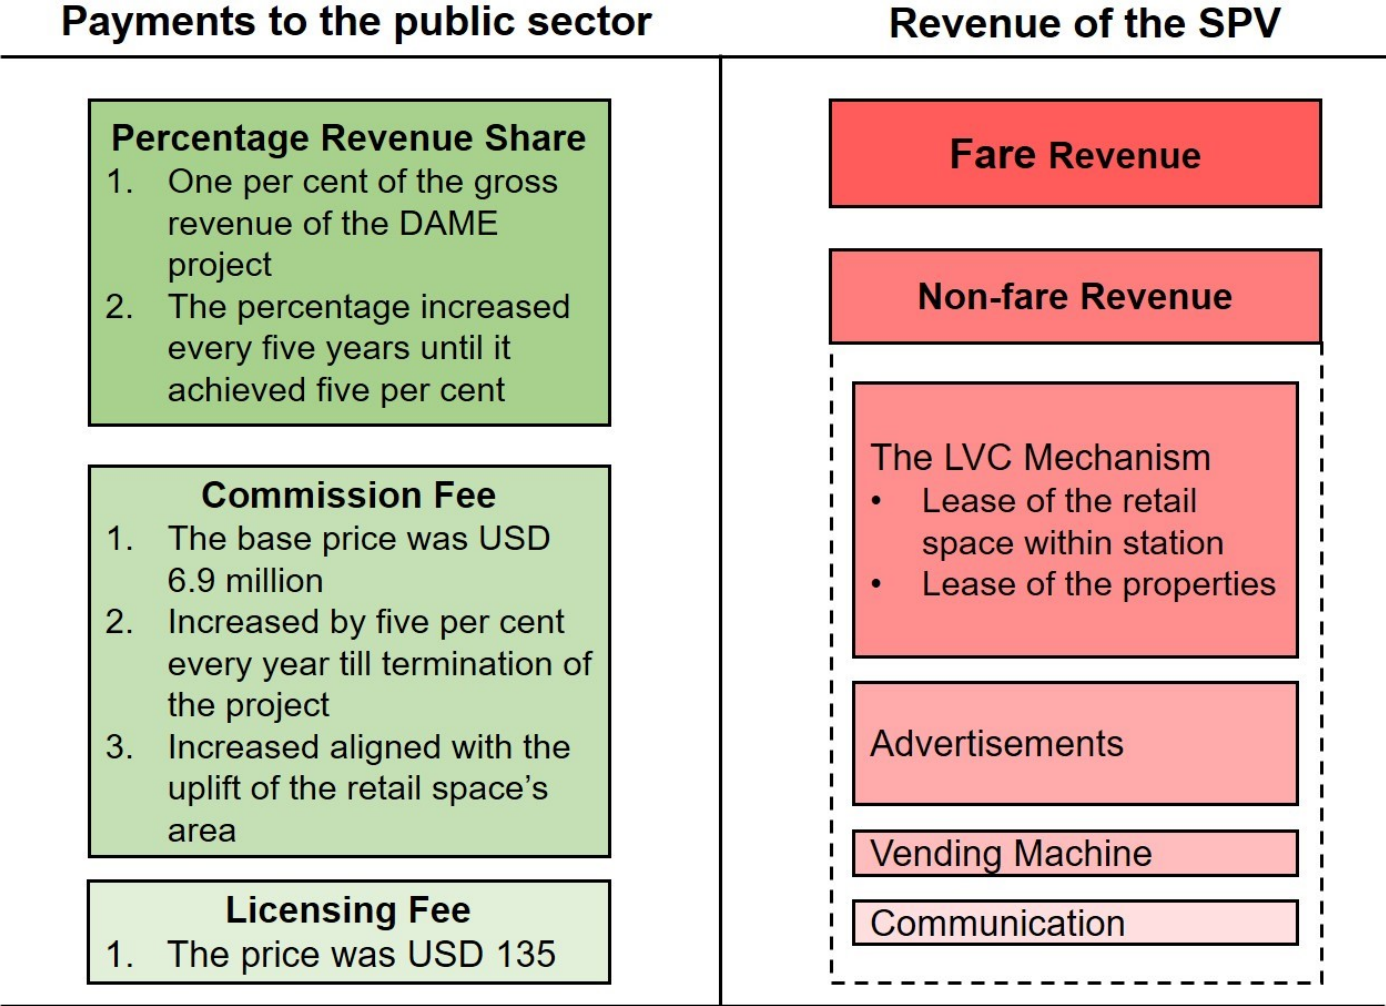 Payments to the public sector
Percentage Revenue Share
1. One per cent of the gross
revenue of the DAME
project
2. The percentage increased
every five years until it
achieved five per cent
Commission Fee
1. The base price was USD
6.9 million
2. Increased by five per cent
every year till termination of
the project
3. Increased aligned with the
uplift of the retail space’s
area
Licensing Fee
1. The price was USD 135
Revenue of the SPV
Fare Revenue
Non-fare Revenue
The LVC Mechanism
• Lease of the retail
space within station
• Lease of the properties
Advertisements
Vending Machine
Communication